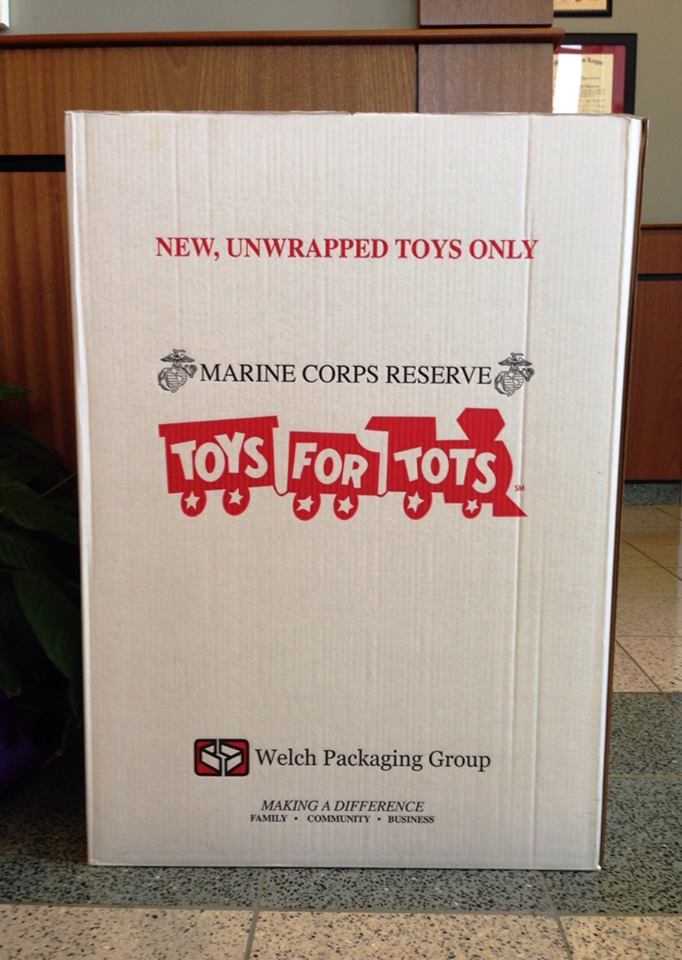 NEW, UNWRAPPED TOYS ONLY
MARINE CORPS RESERVE
TOYS FOR TOTS SM
Welch Packaging Group
MAKING A DIFFERENCE
FAMILY • COMMUNITY • BUSINESS